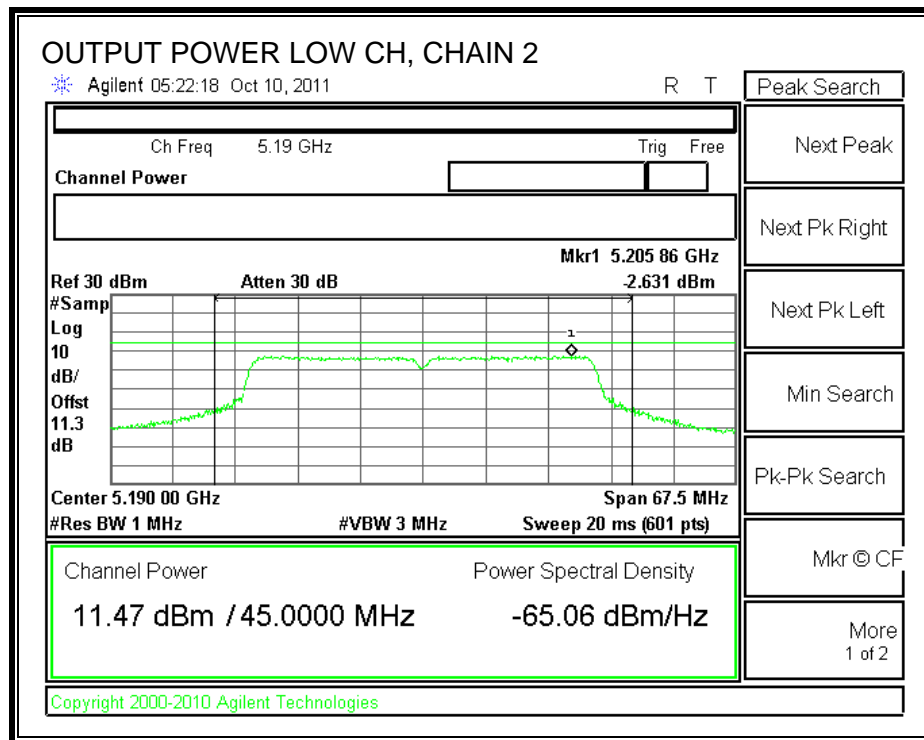 OUTPUT POWER LOW CH, CHAIN 2
Agilent 05:22:18 Oct 10, 2011 R T
Peak Search
Ch Freq 5.19 GHz Trig Free
Channel Power
Mkr1 5.205 86 GHz
Ref 30 dBm Atten 30 dB -2.631 dBm
#Samp
Log
10
dB/
Offst
11.3
dB
1
Center 5.190 00 GHz Span 67.5 MHz
#Res BW 1 MHz #VBW 3 MHz Sweep 20 ms (601 pts)
Channel Power Power Spectral Density
11.47 dBm / 45.0000 MHz -65.06 dBm/Hz
Copyright 2000-2010 Agilent Technologies
Next Peak
Next Pk Right
Next Pk Left
Min Search
Pk-Pk Search
Mkr © CF
More
1 of 2